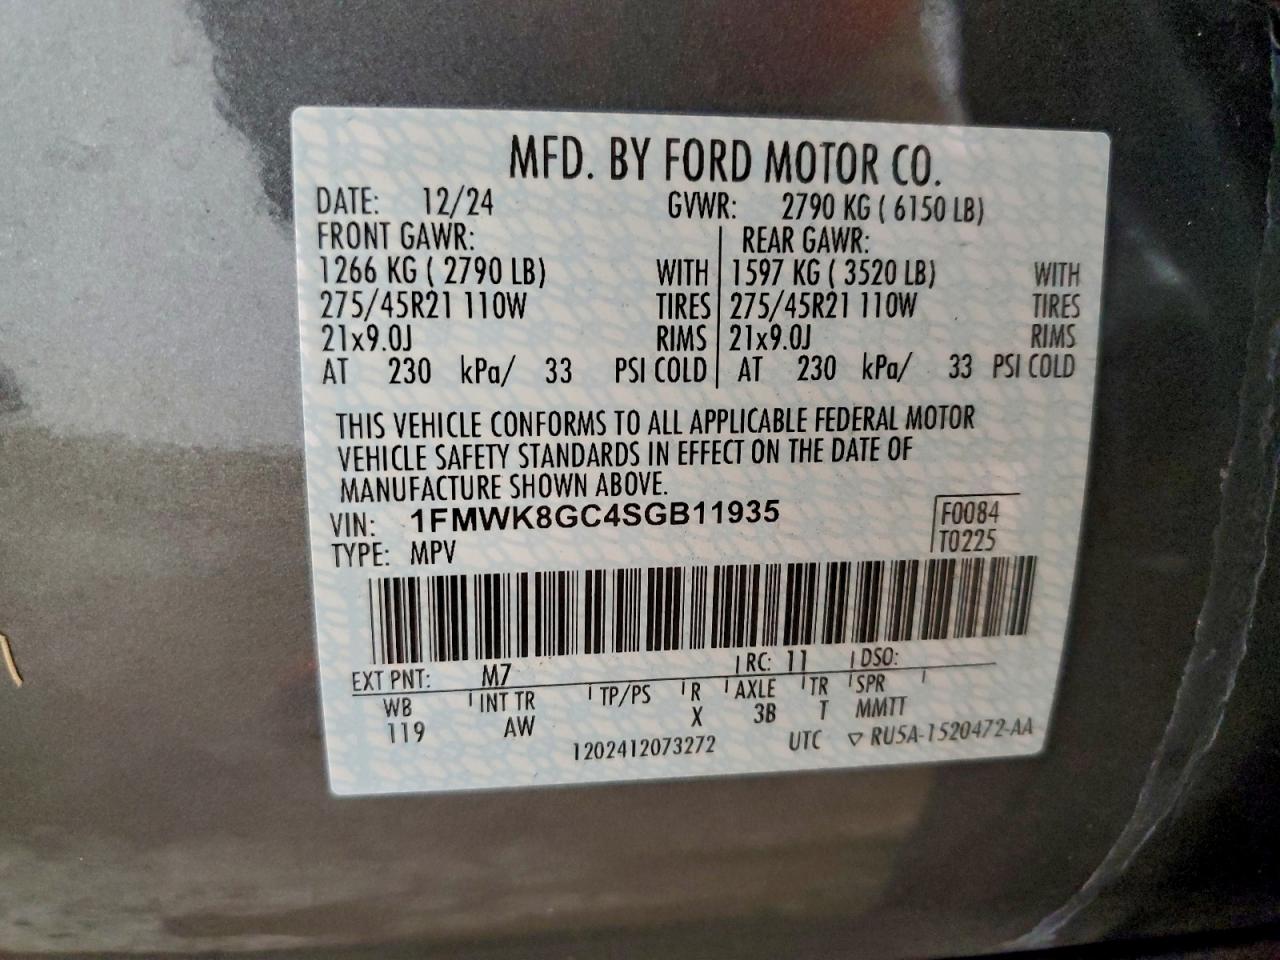 MFD. BY FORD MOTOR CO.
DATE: 12/24 GVWR: 2790 KG ( 6150 LB)
FRONT GAWR: REAR GAWR:
1266 KG ( 2790 LB) WITH 1597 KG ( 3520 LB) WITH
275/45R21 110W TIRES 275/45R21 110W TIRES
21x9.0J RIMS 21x9.0J RIMS
AT 230 kPa/ 33 PSI COLD AT 230 kPa/ 33 PSI COLD
THIS VEHICLE CONFORMS TO ALL APPLICABLE FEDERAL MOTOR
VEHICLE SAFETY STANDARDS IN EFFECT ON THE DATE OF
MANUFACTURE SHOWN ABOVE.
VIN: 1FMWK8GC4SGB11935 F0084
TYPE: MPV T0225
EXT PNT: M7 RC: 11 DSO:
WB INT TR TP/PS R AXLE TR SPR
119 AW X 3B T MMTT
1202412073272 UTC ▽ RU5A-1520472-AA